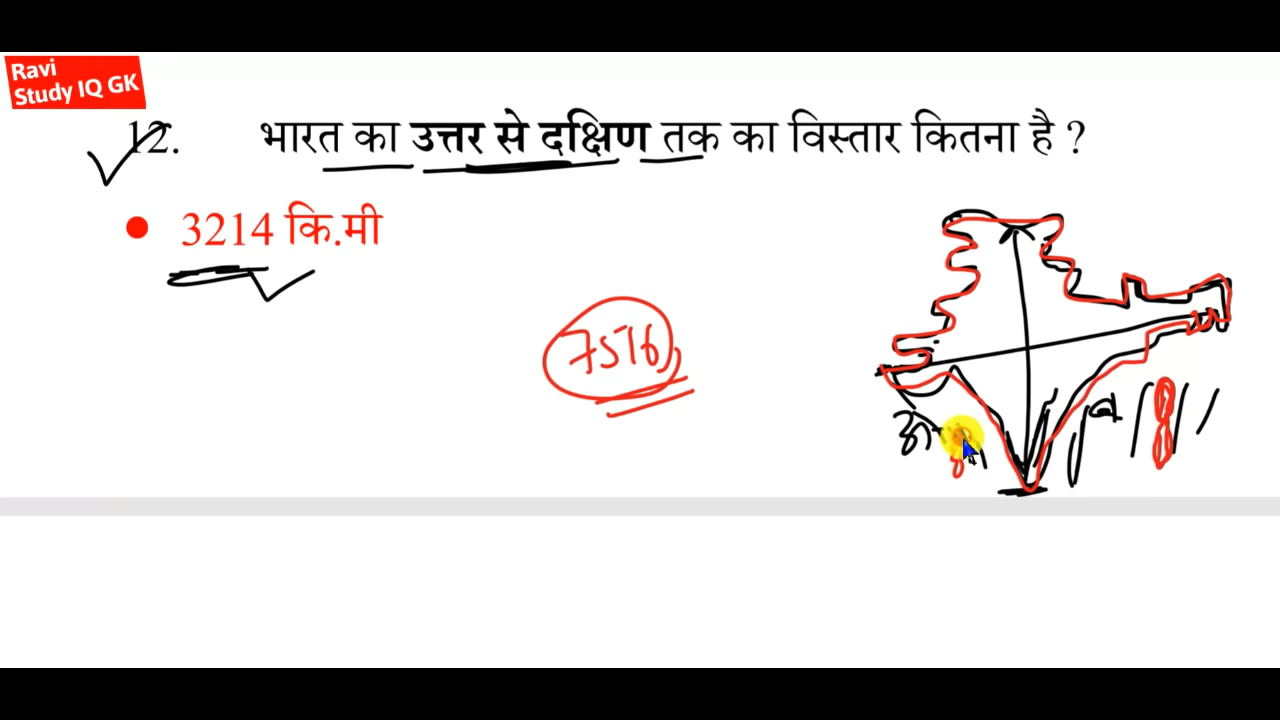 Ravi
Study IQ GK
12. भारत का उत्तर से दक्षिण तक का विस्तार कितना है ?
● 3214 कि.मी
7516